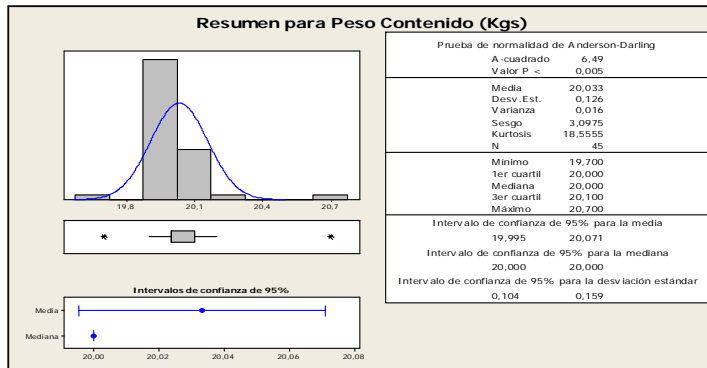 Resumen para Peso Contenido (Kgs)
19,8 20,1 20,4 20,7
Intervalos de confianza de 95%
Media
Mediana
20,00 20,02 20,04 20,06 20,08
Prueba de normalidad de Anderson-Darling
A-cuadrado 6,49
Valor P < 0,005
Media 20,033
Desv.Est. 0,126
Varianza 0,016
Sesgo 3,0975
Kurtosis 18,5555
N 45
Mínimo 19,700
1er cuartil 20,000
Mediana 20,000
3er cuartil 20,100
Máximo 20,700
Intervalo de confianza de 95% para la media
19,995 20,071
Intervalo de confianza de 95% para la mediana
20,000 20,000
Intervalo de confianza de 95% para la desviación estándar
0,104 0,159